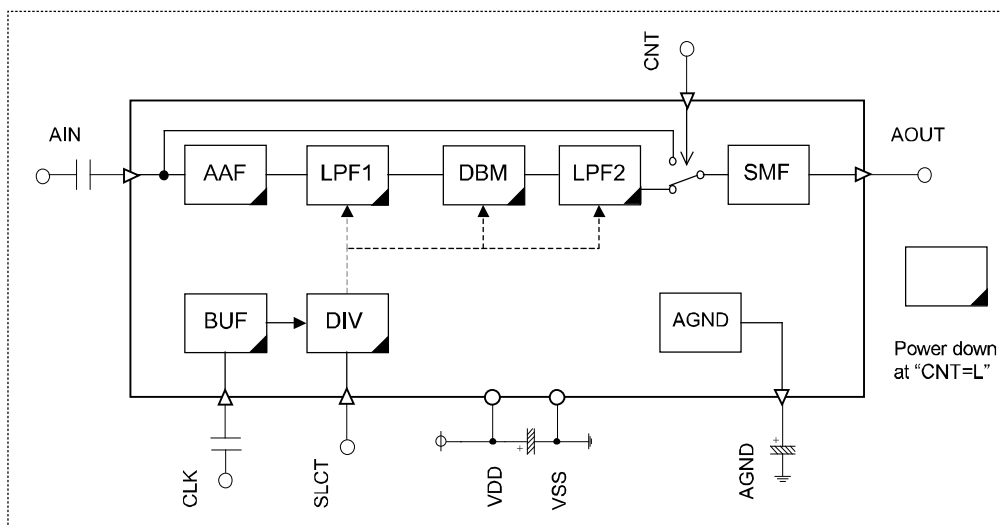 CNT
AIN
AOUT
AAF
LPF1
DBM
LPF2
SMF
BUF
DIV
AGND
Power down
at “CNT=L”
CLK
SLCT
+
VDD
VSS
AGND
+